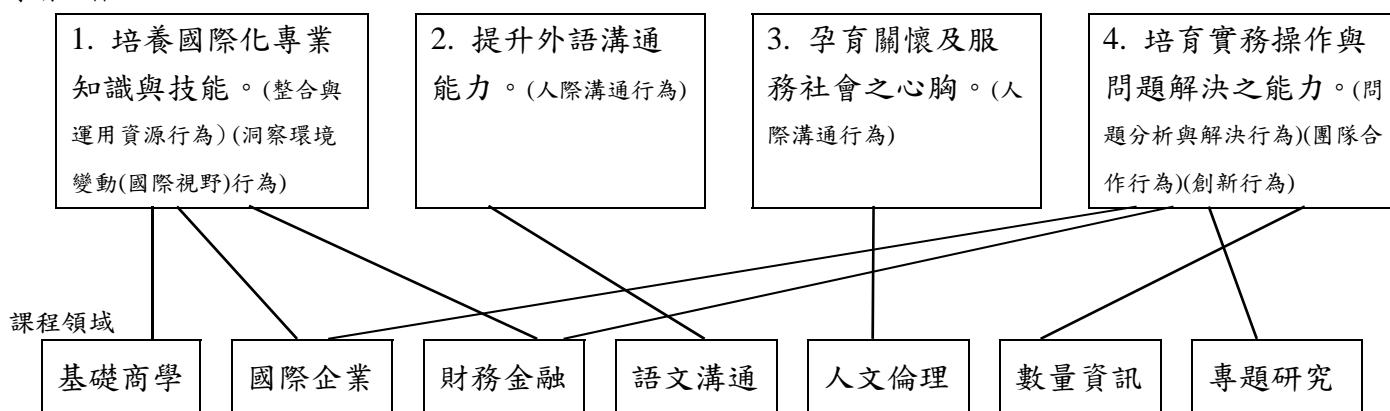 1. 培養國際化專業
知識與技能。(整合與
運用資源行為)(洞察環境
變動(國際視野)行為)
2. 提升外語溝通
能力。(人際溝通行為)
3. 孕育關懷及服
務社會之心胸。(人
際溝通行為)
4. 培育實務操作與
問題解決之能力。(問
題分析與解決行為)(團隊合
作行為)(創新行為)
課程領域
基礎商學
國際企業
財務金融
語文溝通
人文倫理
數量資訊
專題研究